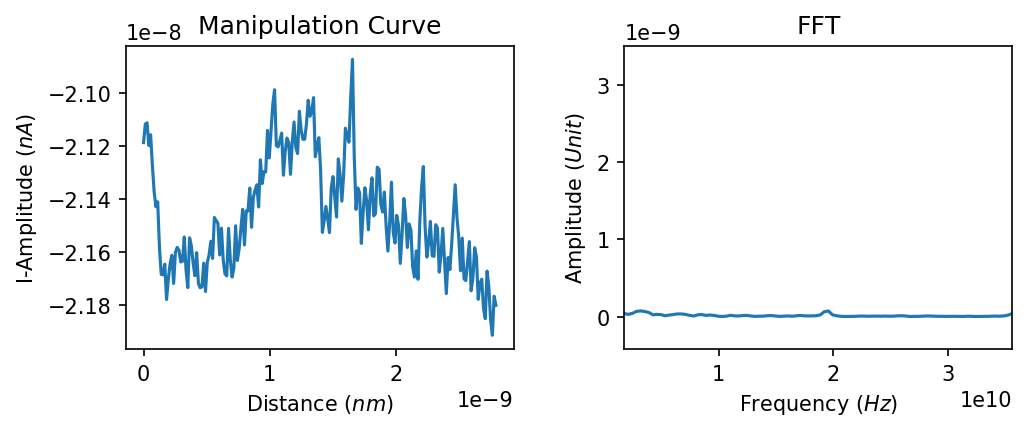 Manipulation Curve
1e−8
−2.10
−2.12
−2.14
−2.16
−2.18
I-Amplitude (nA)
0
1
2
1e−9
Distance (nm)
FFT
1e−9
3
2
1
0
Amplitude (Unit)
1
2
3
1e10
Frequency (Hz)